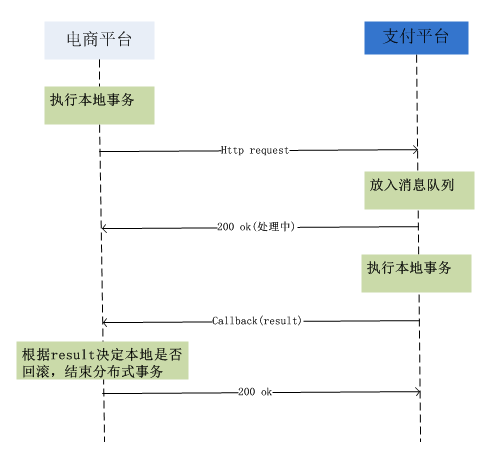 电商平台
支付平台
执行本地事务
Http request
放入消息队列
200 ok(处理中)
执行本地事务
Callback(result)
根据result决定本地是否
回滚，结束分布式事务
200 ok